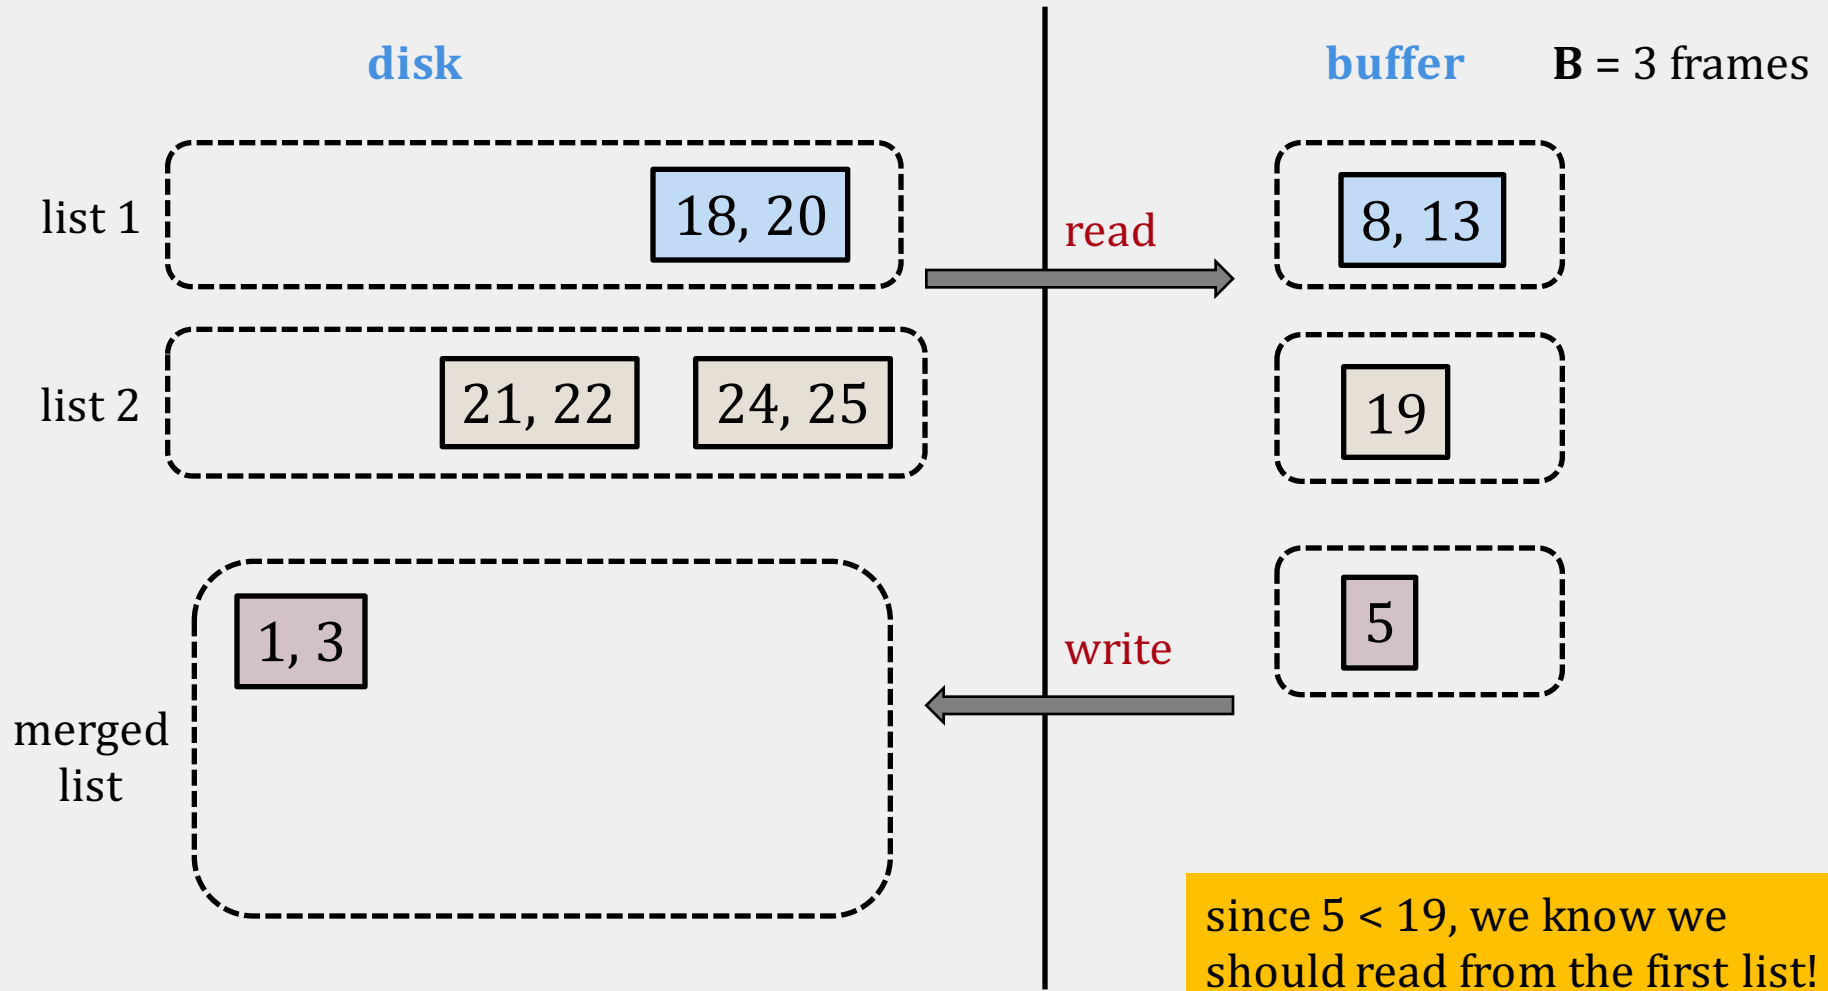 disk
buffer
B = 3 frames
list 1
18, 20
read
8, 13
list 2
21, 22
24, 25
19
merged
list
1, 3
write
5
since 5 < 19, we know we
should read from the first list!